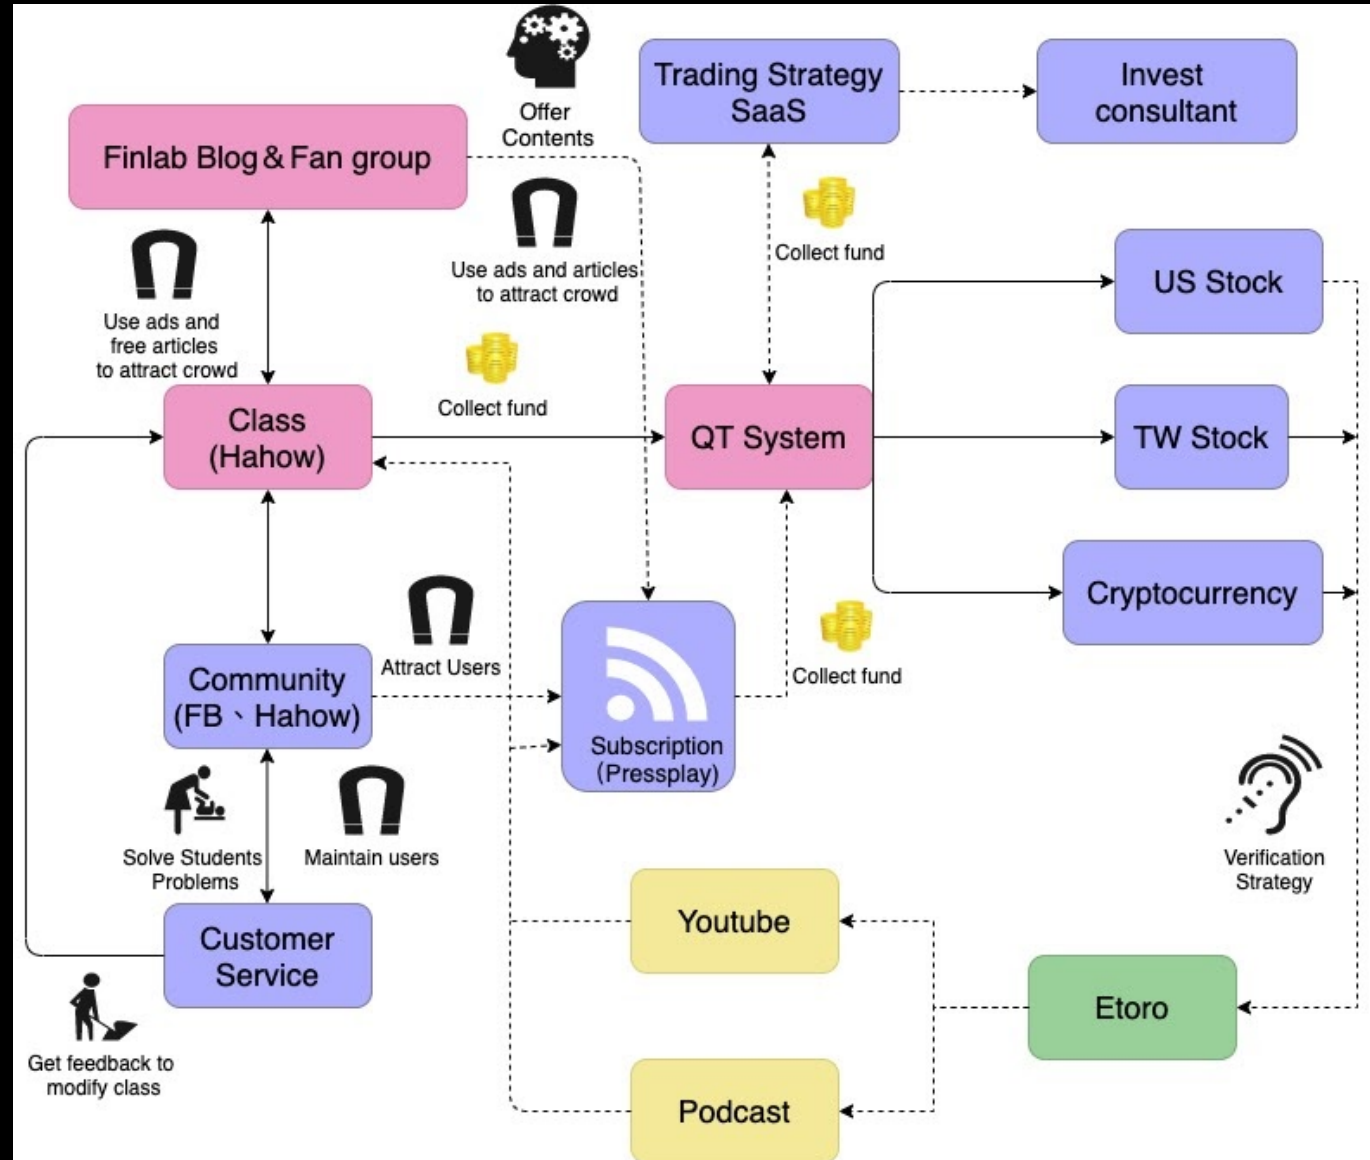 Offer
Contents
Trading Strategy
SaaS
Invest
consultant
Finlab Blog & Fan group
Collect fund
Use ads and articles
to attract crowd
US Stock
Use ads and
free articles
to attract crowd
Collect fund
Class
(Hahow)
QT System
TW Stock
Cryptocurrency
Attract Users
Collect fund
Community
(FB、Hahow)
Subscription
(Pressplay)
Solve Students
Problems
Maintain users
Verification
Strategy
Youtube
Customer
Service
Etoro
Get feedback to
modify class
Podcast